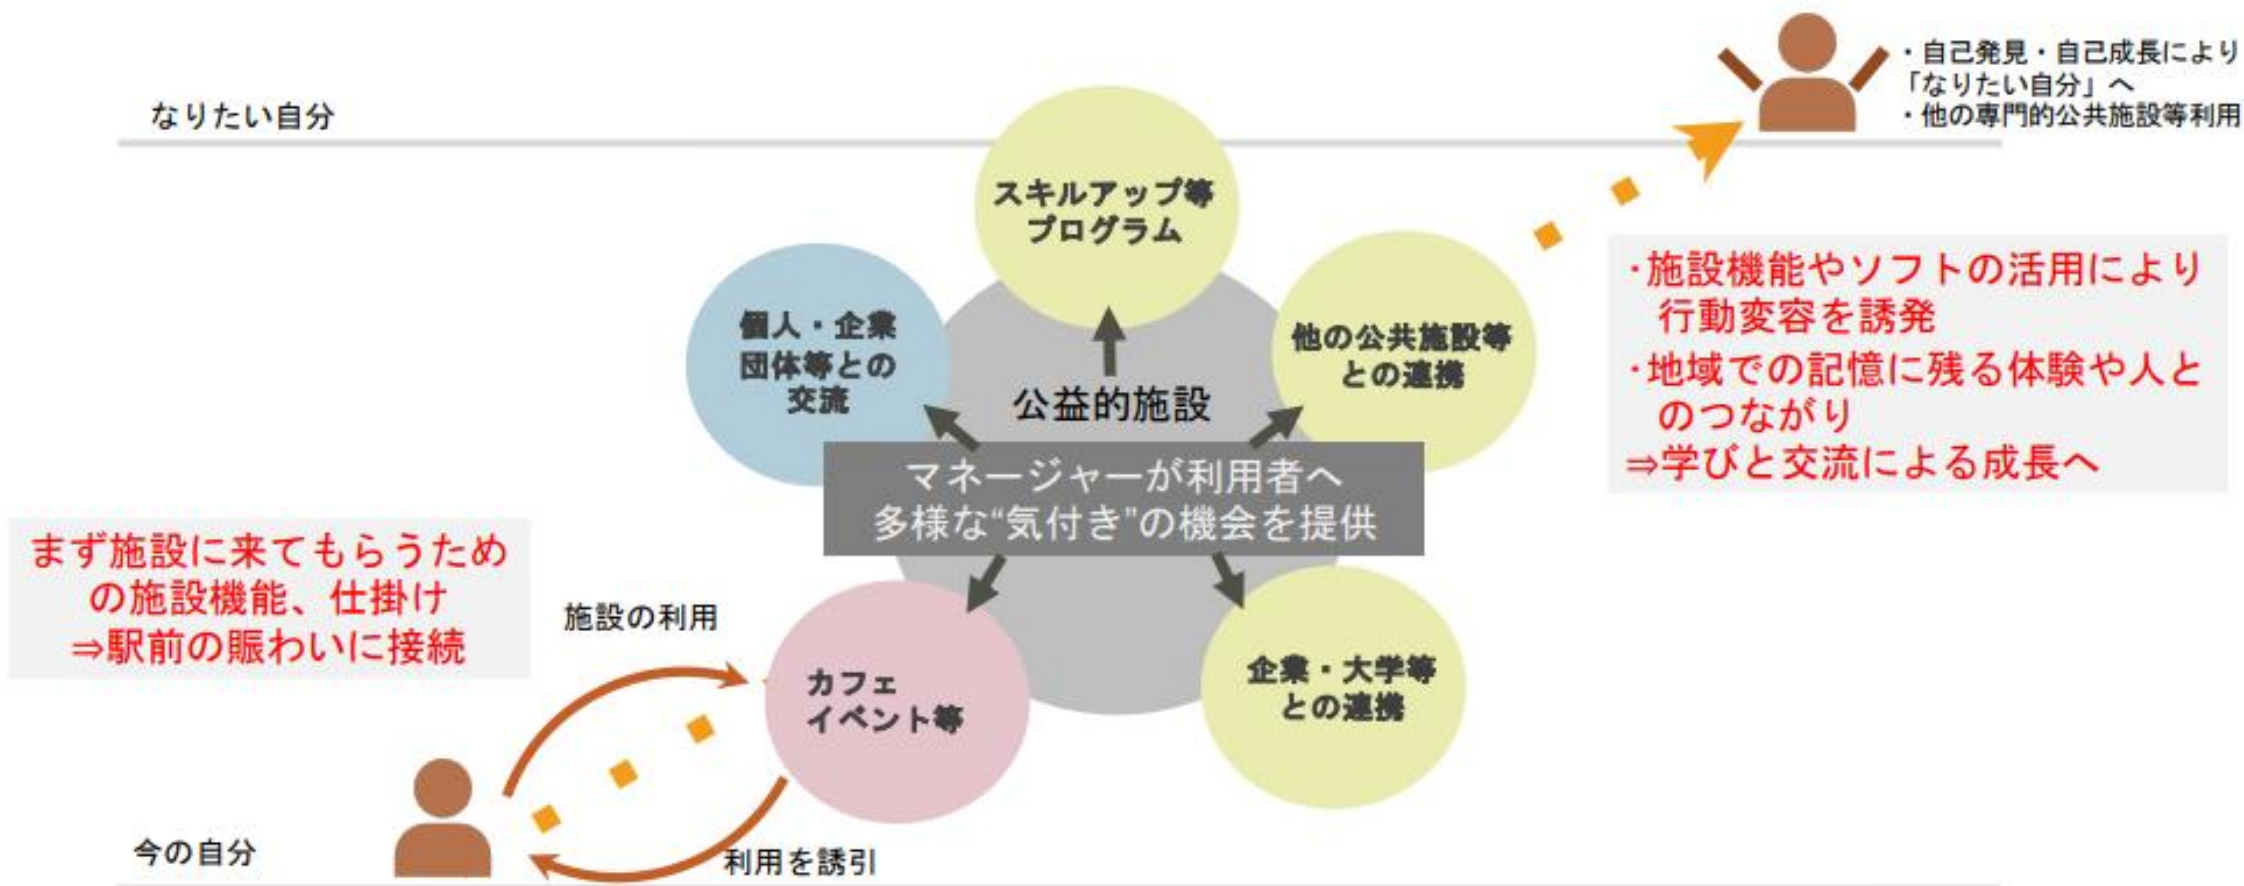 なりたい自分
・自己発見・自己成長により
「なりたい自分」へ
・他の専門的公共施設等利用
スキルアップ等
プログラム
個人・企業
団体等との
交流
他の公共施設等
との連携
・施設機能やソフトの活用により
行動変容を誘発
・地域での記憶に残る体験や人と
のつながり
⇒学びと交流による成長へ
公益的施設
マネージャーが利用者へ
多様な“気付き”の機会を提供
まず施設に来てもらうため
の施設機能、仕掛け
⇒駅前の賑わいに接続
施設の利用
カフェ
イベント等
企業・大学等
との連携
今の自分
利用を誘引